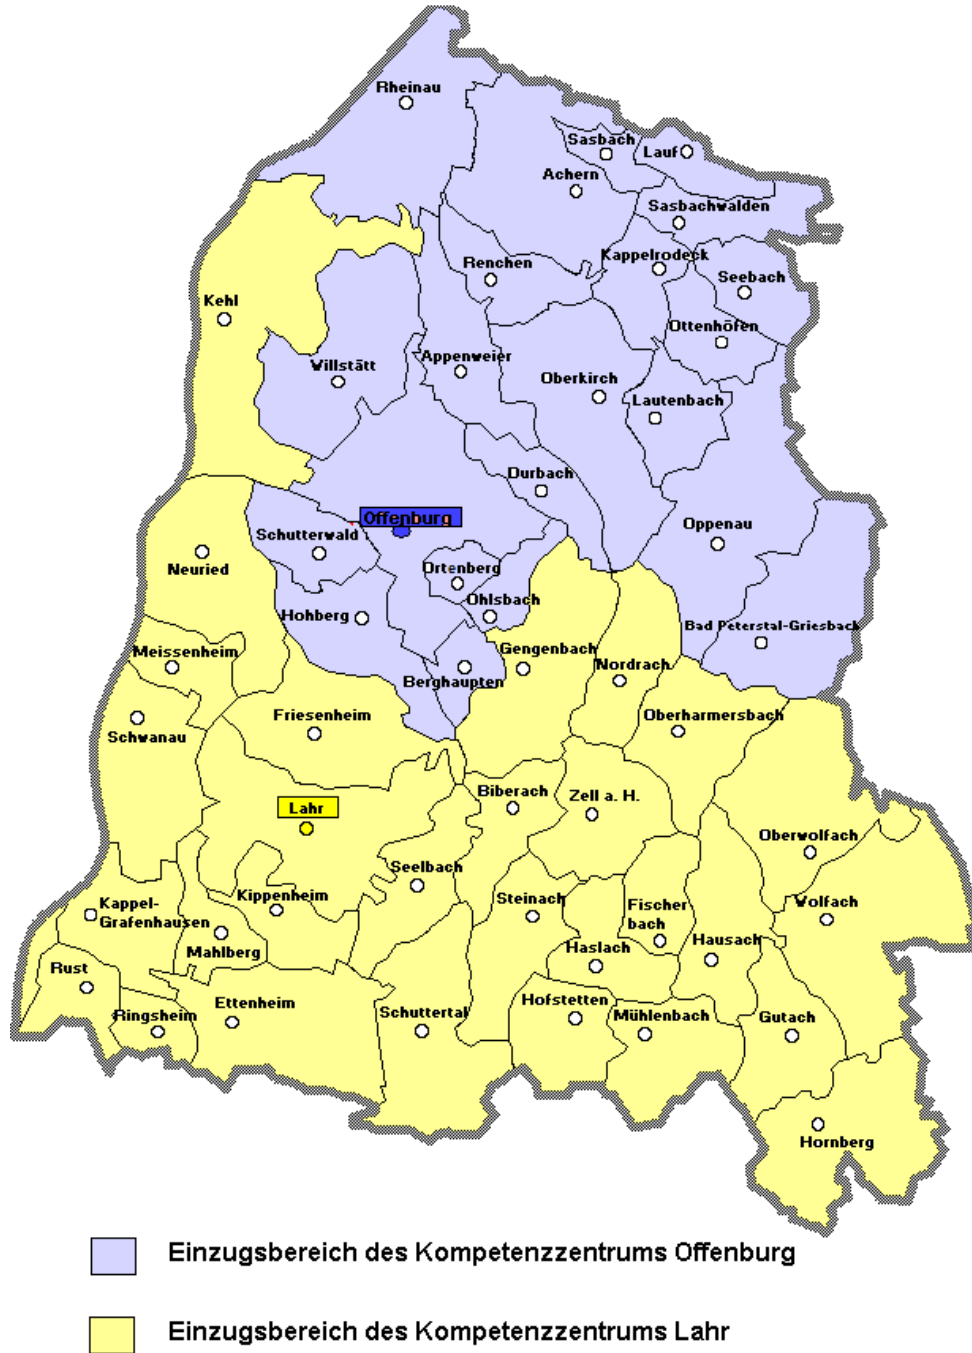 Rheinau
Sasbach
Lauf
Achern
Sasbachwalden
Kappelrodeck
Renchen
Seebach
Kehl
Ottenhöfen
Appenweier
Willstätt
Oberkirch
Lautenbach
Durbach
Offenburg
Oppenau
Schutterwald
Neuried
Ortenberg
Ohlsbach
Hohberg
Bad Peterstal-Griesbach
Meissenheim
Gengenbach
Nordrach
Berghaupten
Friesenheim
Oberharmersbach
Schwanau
Biberach
Zell a. H.
Lahr
Oberwolfach
Seelbach
Kippenheim
Steinach
Kappel-
Grafenhausen
Fischer
bach
Wolfach
Hausach
Mahlberg
Haslach
Rust
Ettenheim
Hofstetten
Schuttertal
Ringsheim
Mühlenbach
Gutach
Hornberg
Einzugsbereich des Kompetenzzentrums Offenburg
Einzugsbereich des Kompetenzzentrums Lahr